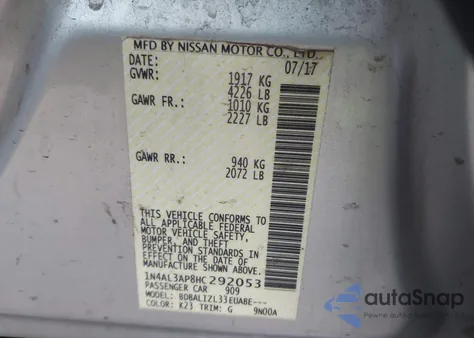 MFD BY NISSAN MOTOR CO., LTD.
DATE: 07/17
GVWR: 1917 KG
4226 LB
GAWR FR.: 1010 KG
2227 LB
GAWR RR.: 940 KG
2072 LB
THIS VEHICLE CONFORMS TO
ALL APPLICABLE FEDERAL
MOTOR VEHICLE SAFETY,
BUMPER, AND THEFT
PREVENTION STANDARDS IN
EFFECT ON THE DATE OF
MANUFACTURE SHOWN ABOVE.
1N4AL3AP8HC292053
PASSENGER CAR 909
MODEL: BDBALIZL33EUABE---
COLOR: K23 TRIM: G 9N00A
autoSnap